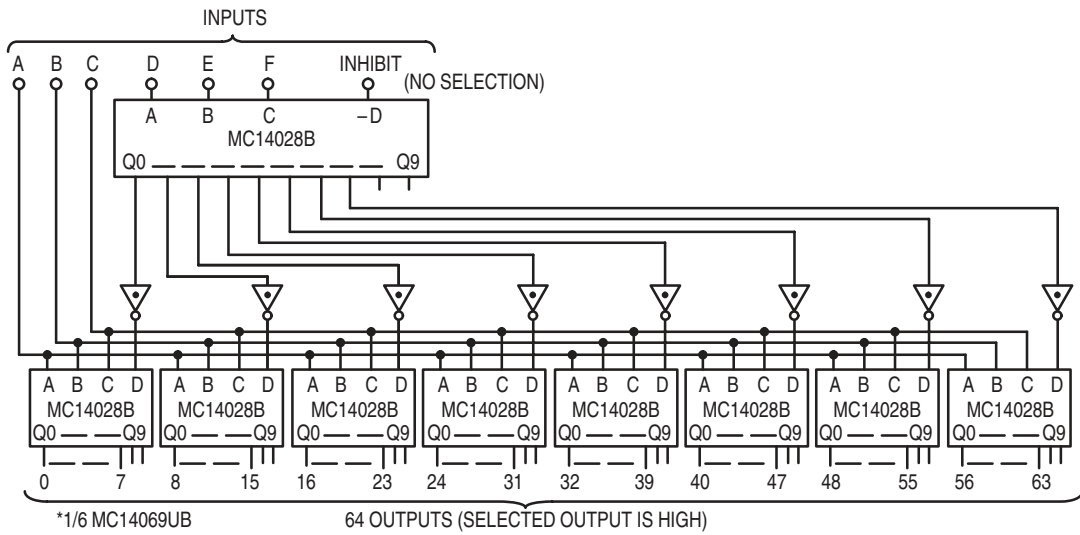 INPUTS
A B C D E F INHIBIT (NO SELECTION)
A B C –D
MC14028B
Q0 Q9
A B C D A B C D A B C D A B C D A B C D A B C D A B C D A B C D
MC14028B MC14028B MC14028B MC14028B MC14028B MC14028B MC14028B MC14028B
Q0 Q9 Q0 Q9 Q0 Q9 Q0 Q9 Q0 Q9 Q0 Q9 Q0 Q9 Q0 Q9
0 7 8 15 16 23 24 31 32 39 40 47 48 55 56 63
*1/6 MC14069UB 64 OUTPUTS (SELECTED OUTPUT IS HIGH)